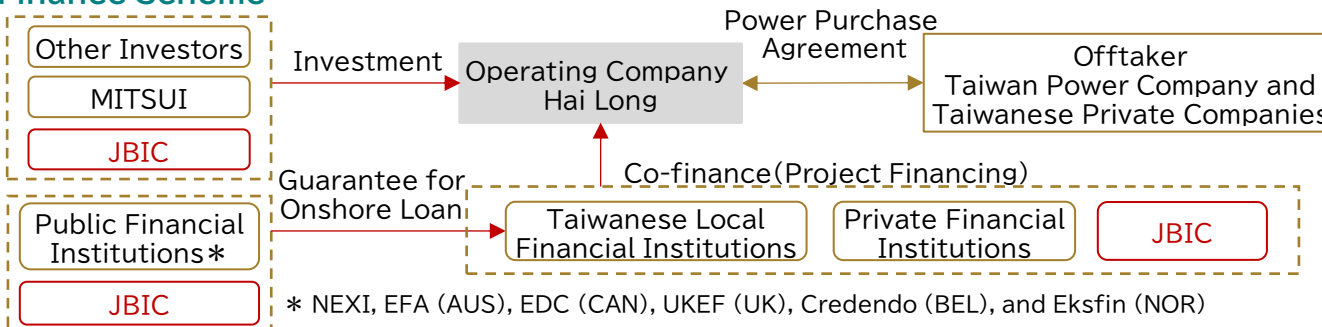 Finance Scheme
Other Investors
MITSUI
JBIC
Investment
Operating Company
Hai Long
Power Purchase
Agreement
Offtaker
Taiwan Power Company and
Taiwanese Private Companies
Public Financial
Institutions＊
JBIC
Guarantee for
Onshore Loan
Co-finance(Project Financing)
Taiwanese Local
Financial Institutions
Private Financial
Institutions
JBIC
＊ NEXI, EFA (AUS), EDC (CAN), UKEF (UK), Credendo (BEL), and Eksfin (NOR)